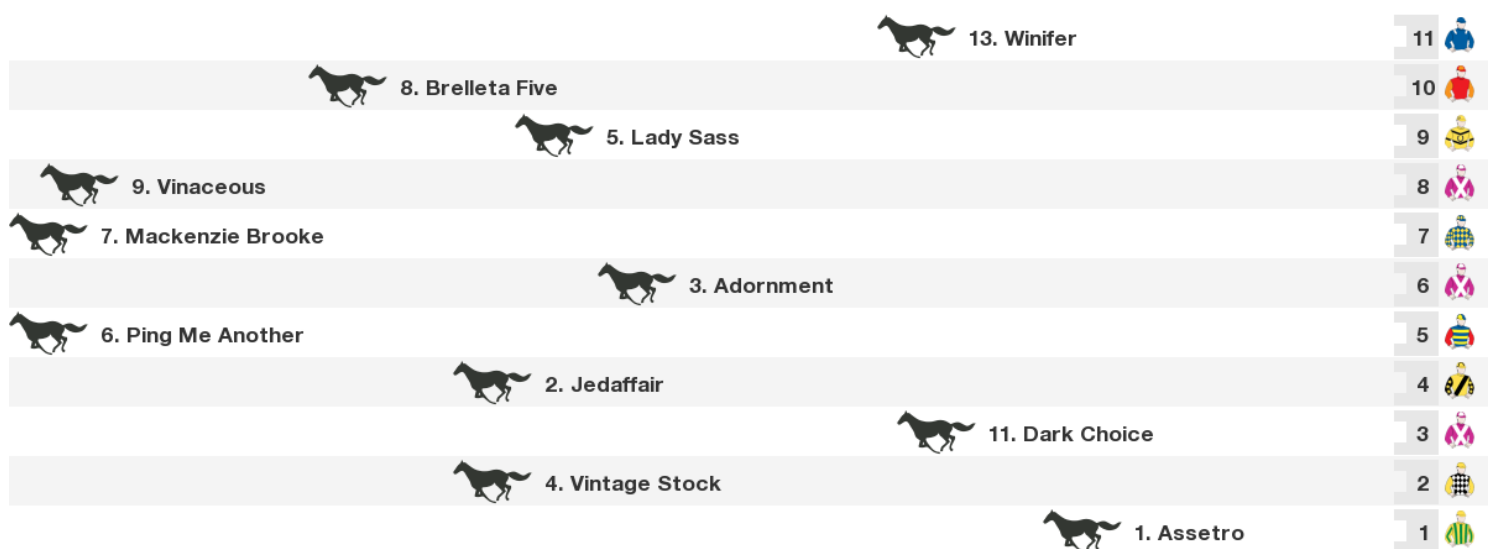 13. Winifer 11
8. Brelleta Five 10
5. Lady Sass 9
9. Vinaceous 8
7. Mackenzie Brooke 7
3. Adornment 6
6. Ping Me Another 5
2. Jedaffair 4
11. Dark Choice 3
4. Vintage Stock 2
1. Assetro 1